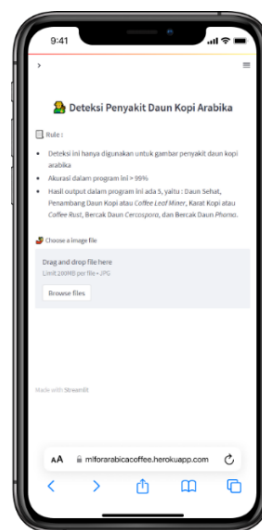 9:41
Deteksi Penyakit Daun Kopi Arabika
Rule :
Deteksi ini hanya digunakan untuk gambar penyakit daun kopi
arabika
Akurasi dalam program ini > 99%
Hasil output dalam program ini ada 5, yaitu : Daun Sehat,
Penambang Daun Kopi atau Coffee Leaf Miner, Karat Kopi atau
Coffee Rust, Bercak Daun Cercospora, dan Bercak Daun Phoma.
Choose a image file
Drag and drop file here
Limit 200MB per file • JPG
Browse files
Made with Streamlit
AA mlforarabicacoffee.herokuapp.com